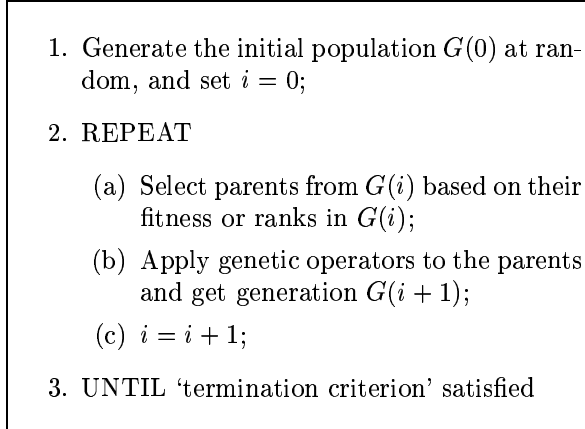 1. Generate the initial population G(0) at ran-
dom, and set i = 0;
2. REPEAT
(a) Select parents from G(i) based on their
fitness or ranks in G(i);
(b) Apply genetic operators to the parents
and get generation G(i + 1);
(c) i = i + 1;
3. UNTIL ‘termination criterion’ satisfied